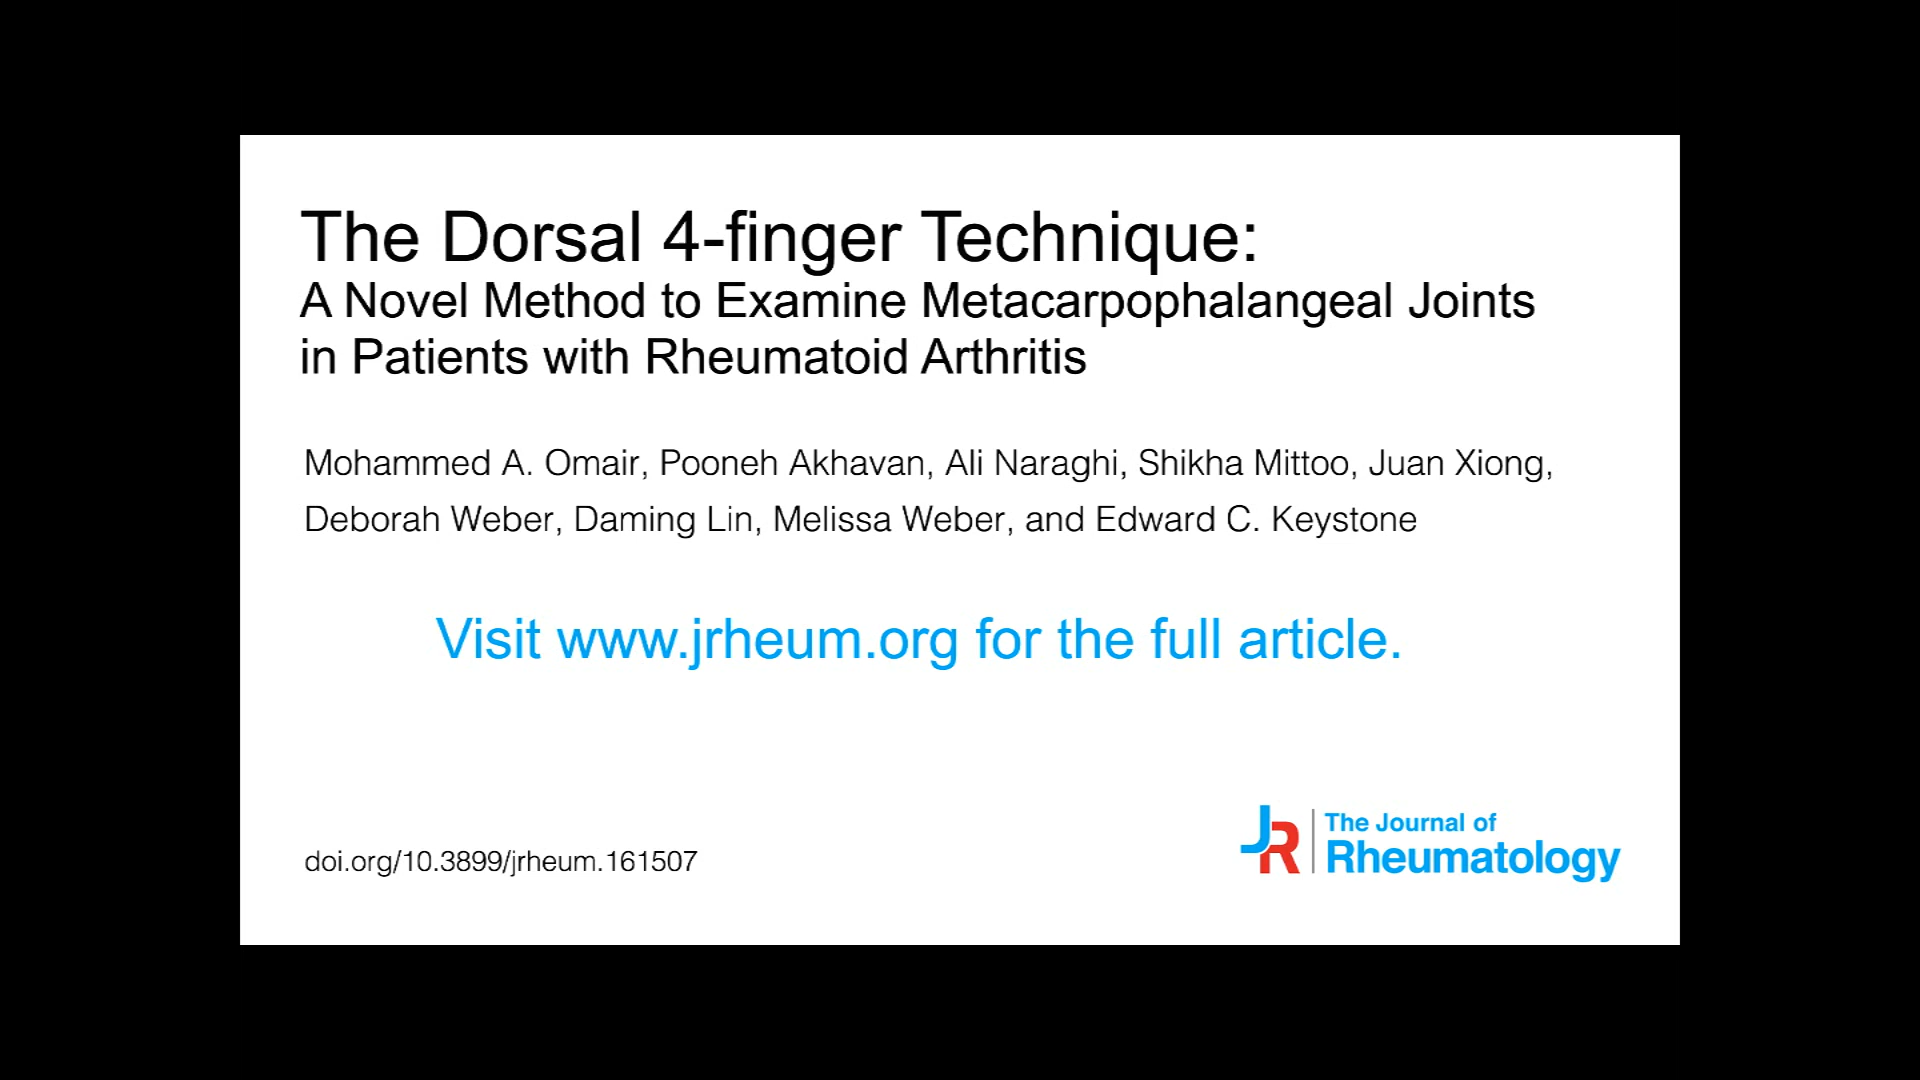 The Dorsal 4-finger Technique:
A Novel Method to Examine Metacarpophalangeal Joints
in Patients with Rheumatoid Arthritis
Mohammed A. Omair, Pooneh Akhavan, Ali Naraghi, Shikha Mittoo, Juan Xiong,
Deborah Weber, Daming Lin, Melissa Weber, and Edward C. Keystone
Visit www.jrheum.org for the full article.
doi.org/10.3899/jrheum.161507
JR
The Journal of
Rheumatology